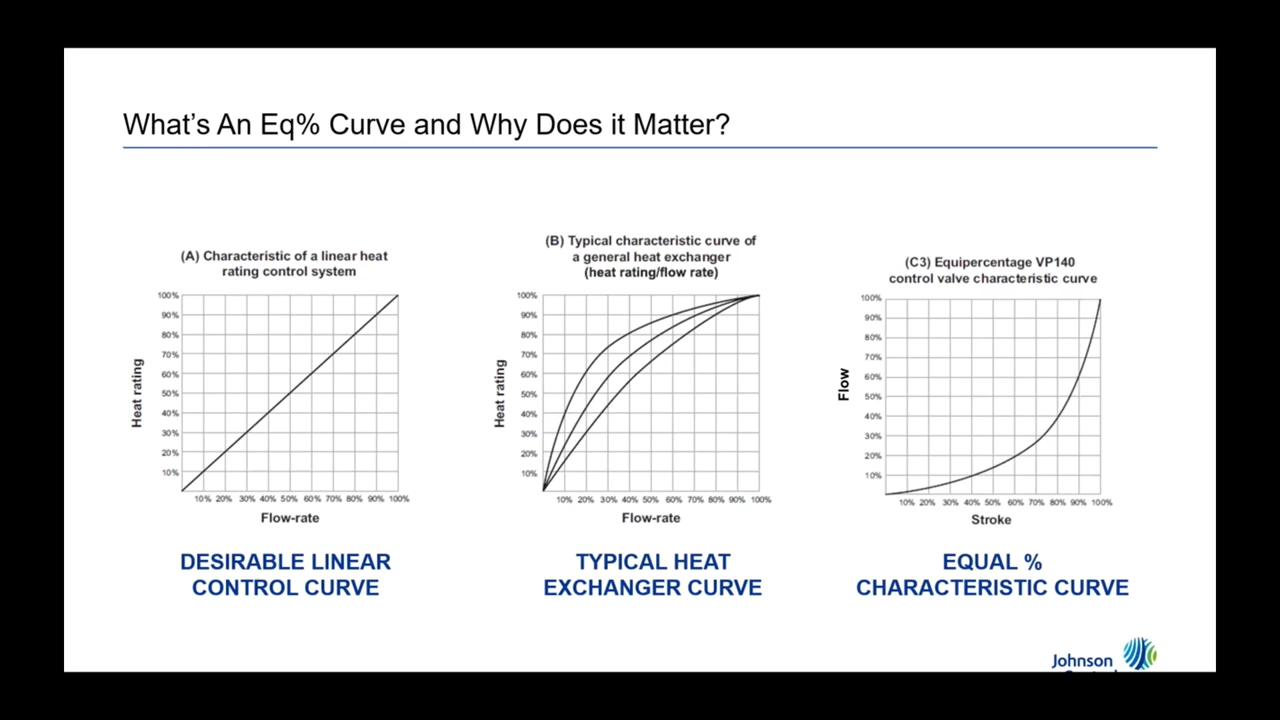 What's An Eq% Curve and Why Does it Matter?
(A) Characteristic of a linear heat
rating control system
100%
90%
80%
70%
60%
50%
40%
30%
20%
10%
Heat rating
10% 20% 30% 40% 50% 60% 70% 80% 90% 100%
Flow-rate
DESIRABLE LINEAR
CONTROL CURVE
(B) Typical characteristic curve of
a general heat exchanger
(heat rating/flow rate)
100%
90%
80%
70%
60%
50%
40%
30%
20%
10%
Heat rating
10% 20% 30% 40% 50% 60% 70% 80% 90% 100%
Flow-rate
TYPICAL HEAT
EXCHANGER CURVE
(C3) Equipercentage VP140
control valve characteristic curve
100%
90%
80%
70%
60%
50%
40%
30%
20%
10%
Flow
10% 20% 30% 40% 50% 60% 70% 80% 90% 100%
Stroke
EQUAL %
CHARACTERISTIC CURVE
Johnson